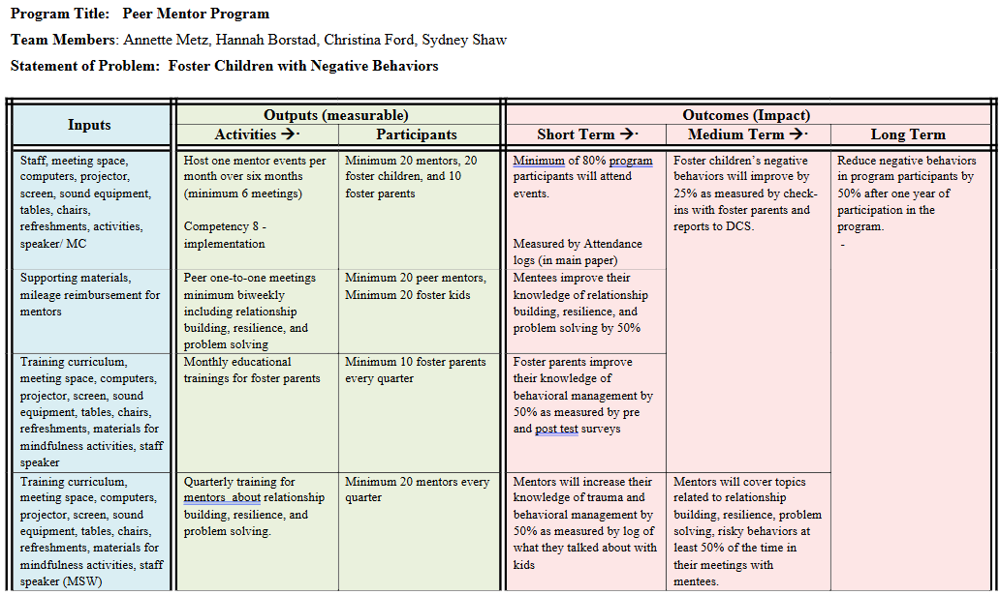 Program Title: Peer Mentor Program
Team Members: Annette Metz, Hannah Borstad, Christina Ford, Sydney Shaw
Statement of Problem: Foster Children with Negative Behaviors
Inputs
Outputs (measurable)
Outcomes (Impact)
Activities →·
Participants
Short Term →·
Medium Term →·
Long Term
Staff, meeting space,
computers, projector,
screen, sound equipment,
tables, chairs,
refreshments, activities,
speaker/ MC
Host one mentor events per
month over six months
(minimum 6 meetings)
Competency 8 -
implementation
Minimum 20 mentors, 20
foster children, and 10
foster parents
Minimum of 80% program
participants will attend
events.
Measured by Attendance
logs (in main paper)
Foster children’s negative
behaviors will improve by
25% as measured by check-
ins with foster parents and
reports to DCS.
Reduce negative behaviors
in program participants by
50% after one year of
participation in the
program.
-
Supporting materials,
mileage reimbursement for
mentors
Peer one-to-one meetings
minimum biweekly
including relationship
building, resilience, and
problem solving
Minimum 20 peer mentors,
Minimum 20 foster kids
Mentees improve their
knowledge of relationship
building, resilience, and
problem solving by 50%
Training curriculum,
meeting space, computers,
projector, screen, sound
equipment, tables, chairs,
refreshments, materials for
mindfulness activities, staff
speaker
Monthly educational
trainings for foster parents
Minimum 10 foster parents
every quarter
Foster parents improve
their knowledge of
behavioral management by
50% as measured by pre
and post test surveys
Training curriculum,
meeting space, computers,
projector, screen, sound
equipment, tables, chairs,
refreshments, materials for
mindfulness activities, staff
speaker (MSW)
Quarterly training for
mentors about relationship
building, resilience, and
problem solving.
Minimum 20 mentors every
quarter
Mentors will increase their
knowledge of trauma and
behavioral management by
50% as measured by log of
what they talked about with
kids
Mentors will cover topics
related to relationship
building, resilience, problem
solving, risky behaviors at
least 50% of the time in
their meetings with
mentees.